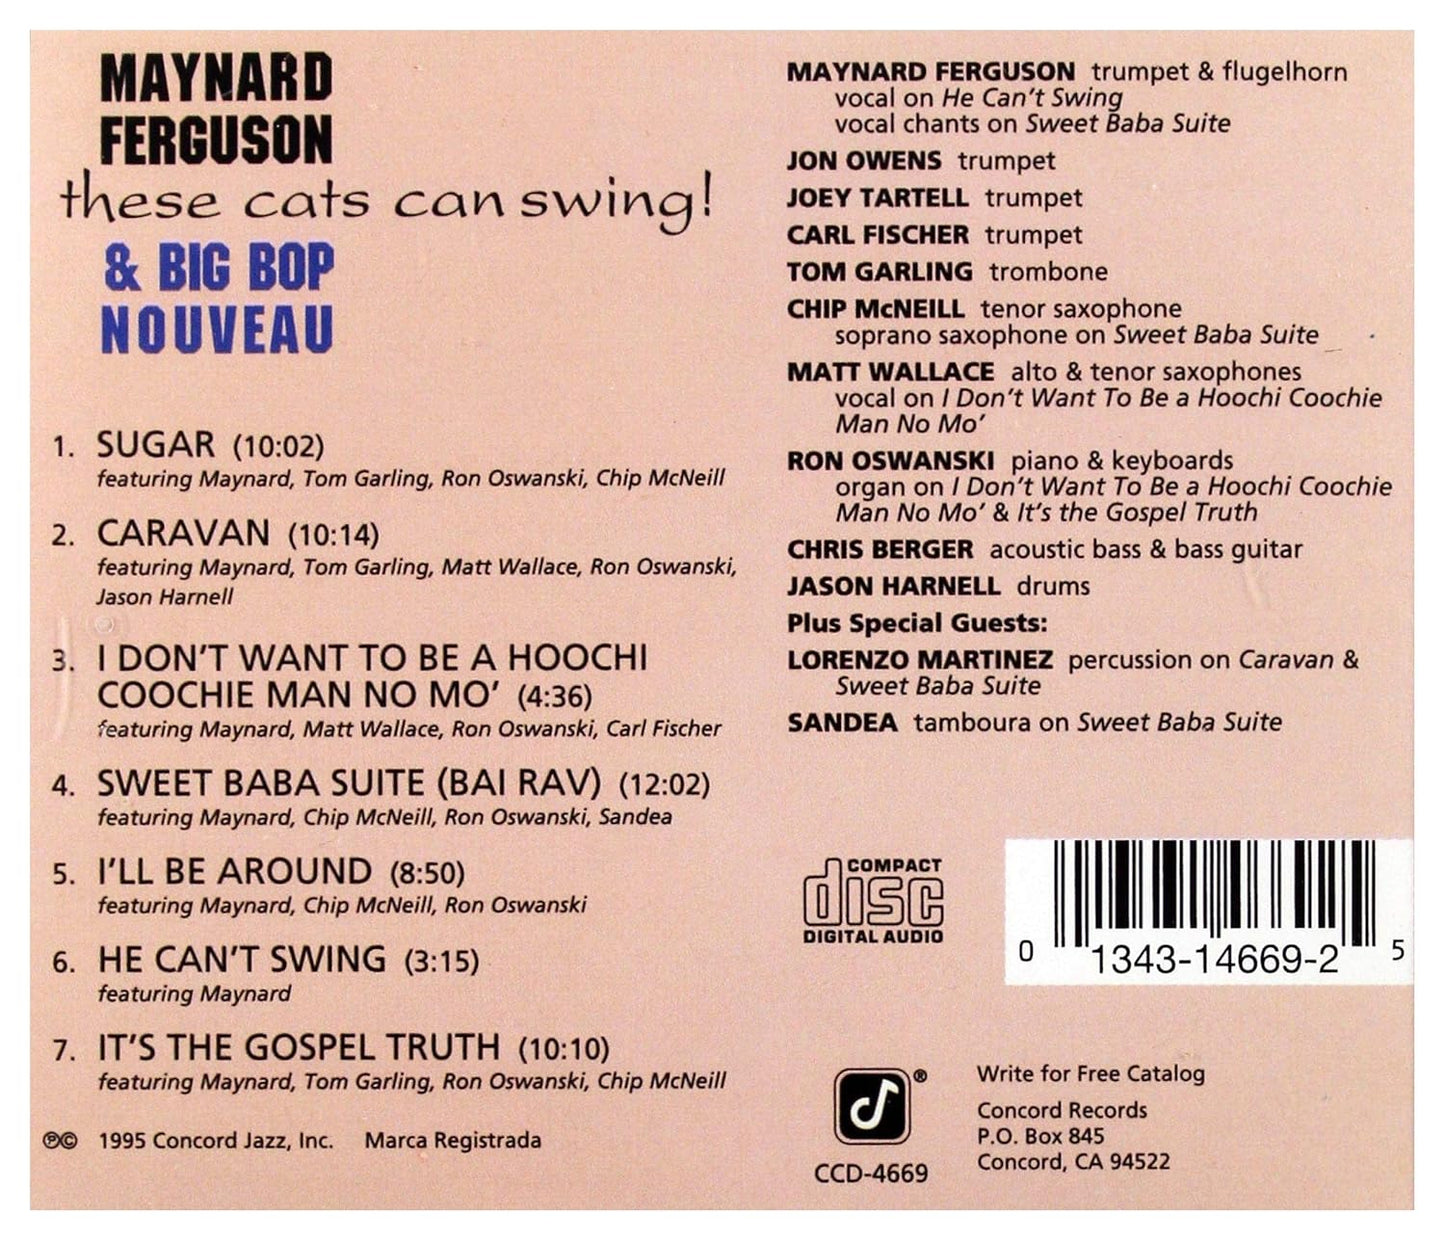 MAYNARD
FERGUSON
these cats can swing!
& BIG BOP
NOUVEAU
1. SUGAR (10:02)
featuring Maynard, Tom Garling, Ron Oswanski, Chip McNeill
2. CARAVAN (10:14)
featuring Maynard, Tom Garling, Matt Wallace, Ron Oswanski,
Jason Harnell
3. I DON'T WANT TO BE A HOOCHI
COOCHIE MAN NO MO' (4:36)
featuring Maynard, Matt Wallace, Ron Oswanski, Carl Fischer
4. SWEET BABA SUITE (BAI RAV) (12:02)
featuring Maynard, Chip McNeill, Ron Oswanski, Sandea
5. I'LL BE AROUND (8:50)
featuring Maynard, Chip McNeill, Ron Oswanski
6. HE CAN'T SWING (3:15)
featuring Maynard
7. IT'S THE GOSPEL TRUTH (10:10)
featuring Maynard, Tom Garling, Ron Oswanski, Chip McNeill
℗© 1995 Concord Jazz, Inc. Marca Registrada
MAYNARD FERGUSON trumpet & flugelhorn
vocal on He Can't Swing
vocal chants on Sweet Baba Suite
JON OWENS trumpet
JOEY TARTELL trumpet
CARL FISCHER trumpet
TOM GARLING trombone
CHIP McNEILL tenor saxophone
soprano saxophone on Sweet Baba Suite
MATT WALLACE alto & tenor saxophones
vocal on I Don't Want To Be a Hoochi Coochie
Man No Mo'
RON OSWANSKI piano & keyboards
organ on I Don't Want To Be a Hoochi Coochie
Man No Mo' & It's the Gospel Truth
CHRIS BERGER acoustic bass & bass guitar
JASON HARNELL drums
Plus Special Guests:
LORENZO MARTINEZ percussion on Caravan &
Sweet Baba Suite
SANDEA tamboura on Sweet Baba Suite
COMPACT
disc
DIGITAL AUDIO
0 1343-14669-2 5
®
CCD-4669
Write for Free Catalog
Concord Records
P.O. Box 845
Concord, CA 94522